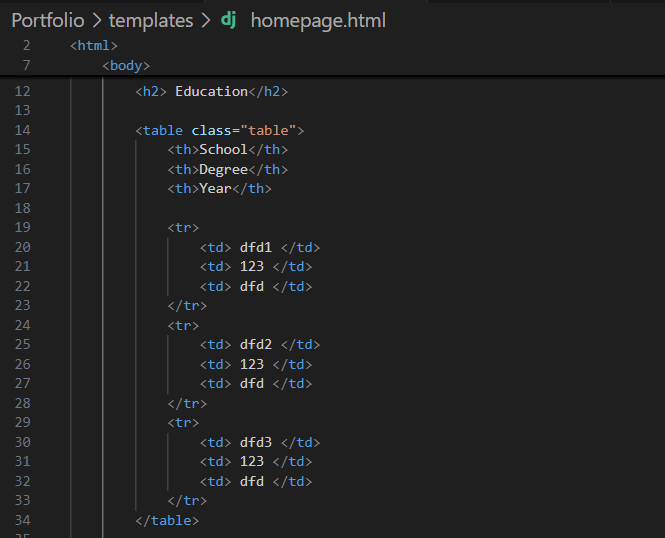 Portfolio > templates > dj homepage.html
2 <html>
7 <body>
12 <h2> Education</h2>
13
14 <table class="table">
15 <th>School</th>
16 <th>Degree</th>
17 <th>Year</th>
18
19 <tr>
20 <td> dfd1 </td>
21 <td> 123 </td>
22 <td> dfd </td>
23 </tr>
24 <tr>
25 <td> dfd2 </td>
26 <td> 123 </td>
27 <td> dfd </td>
28 </tr>
29 <tr>
30 <td> dfd3 </td>
31 <td> 123 </td>
32 <td> dfd </td>
33 </tr>
34 </table>